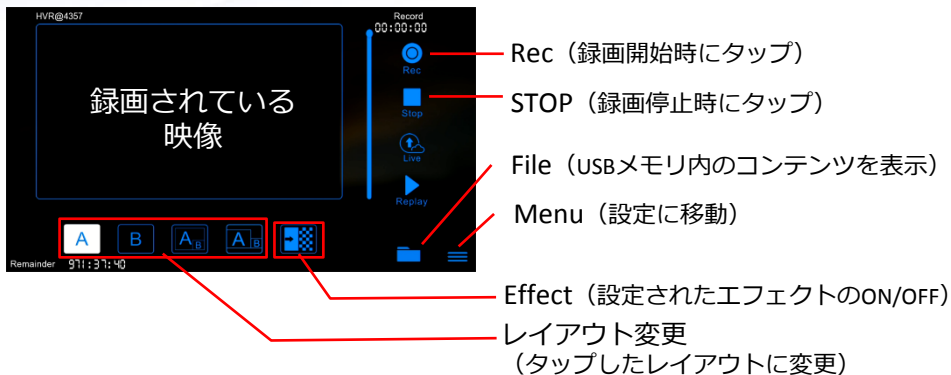 HVR@4357
Record
00:00:00
録画されている
映像
Rec
Stop
Live
Replay
A
B
A B
A B
Remainder 971:37:40
Rec（録画開始時にタップ）
STOP（録画停止時にタップ）
File（USBメモリ内のコンテンツを表示）
Menu（設定に移動）
Effect（設定されたエフェクトのON/OFF）
レイアウト変更
（タップしたレイアウトに変更）